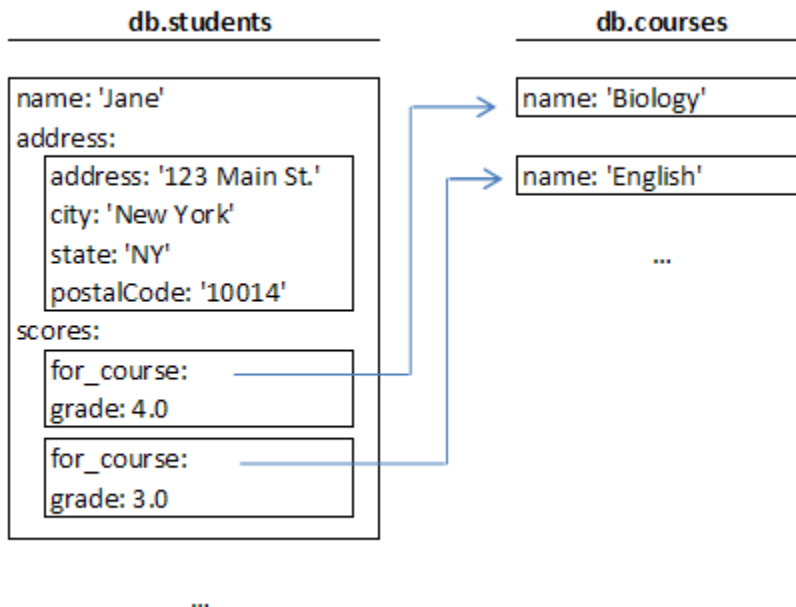 db.students
name: 'Jane'
address:
address: '123 Main St.'
city: 'New York'
state: 'NY'
postalCode: '10014'
scores:
for_course:
grade: 4.0
for_course:
grade: 3.0
...
db.courses
name: 'Biology'
name: 'English'
...